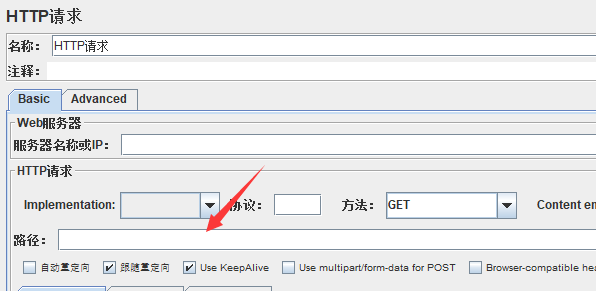 HTTP请求
名称： HTTP请求
注释：
Basic Advanced
Web服务器
服务器名称或IP：
HTTP请求
Implementation: 协议： 方法： GET Content en
路径：
自动重定向 跟随重定向 Use KeepAlive Use multipart/form-data for POST Browser-compatible hea